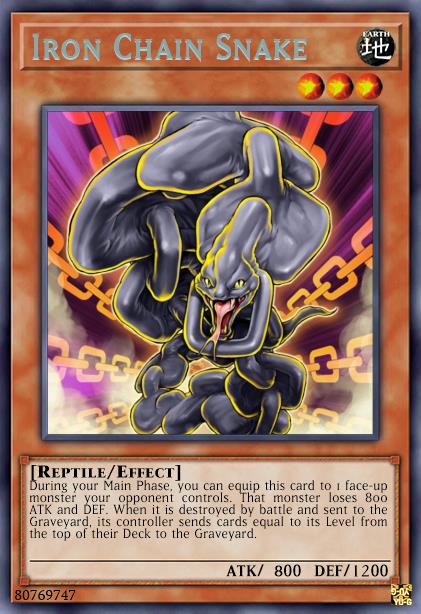 Iron Chain Snake
EARTH
地
[Reptile/Effect]
During your Main Phase, you can equip this card to 1 face-up
monster your opponent controls. That monster loses 800
ATK and DEF. When it is destroyed by battle and sent to the
Graveyard, its controller sends cards equal to its Level from
the top of their Deck to the Graveyard.
ATK/ 800 DEF/1200
80769747